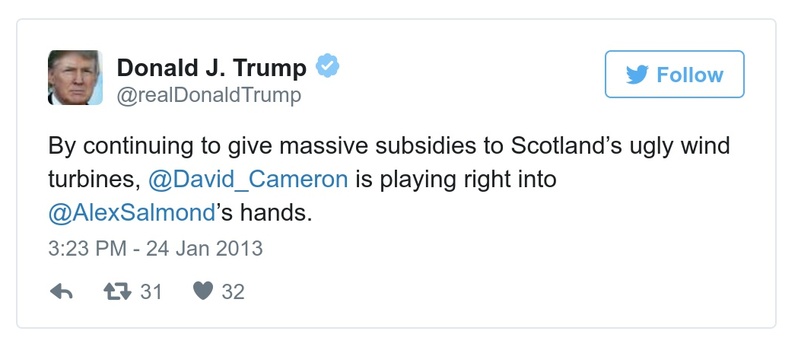 Donald J. Trump
@realDonaldTrump
Follow
By continuing to give massive subsidies to Scotland’s ugly wind
turbines, @David_Cameron is playing right into
@AlexSalmond’s hands.
3:23 PM - 24 Jan 2013
31 32